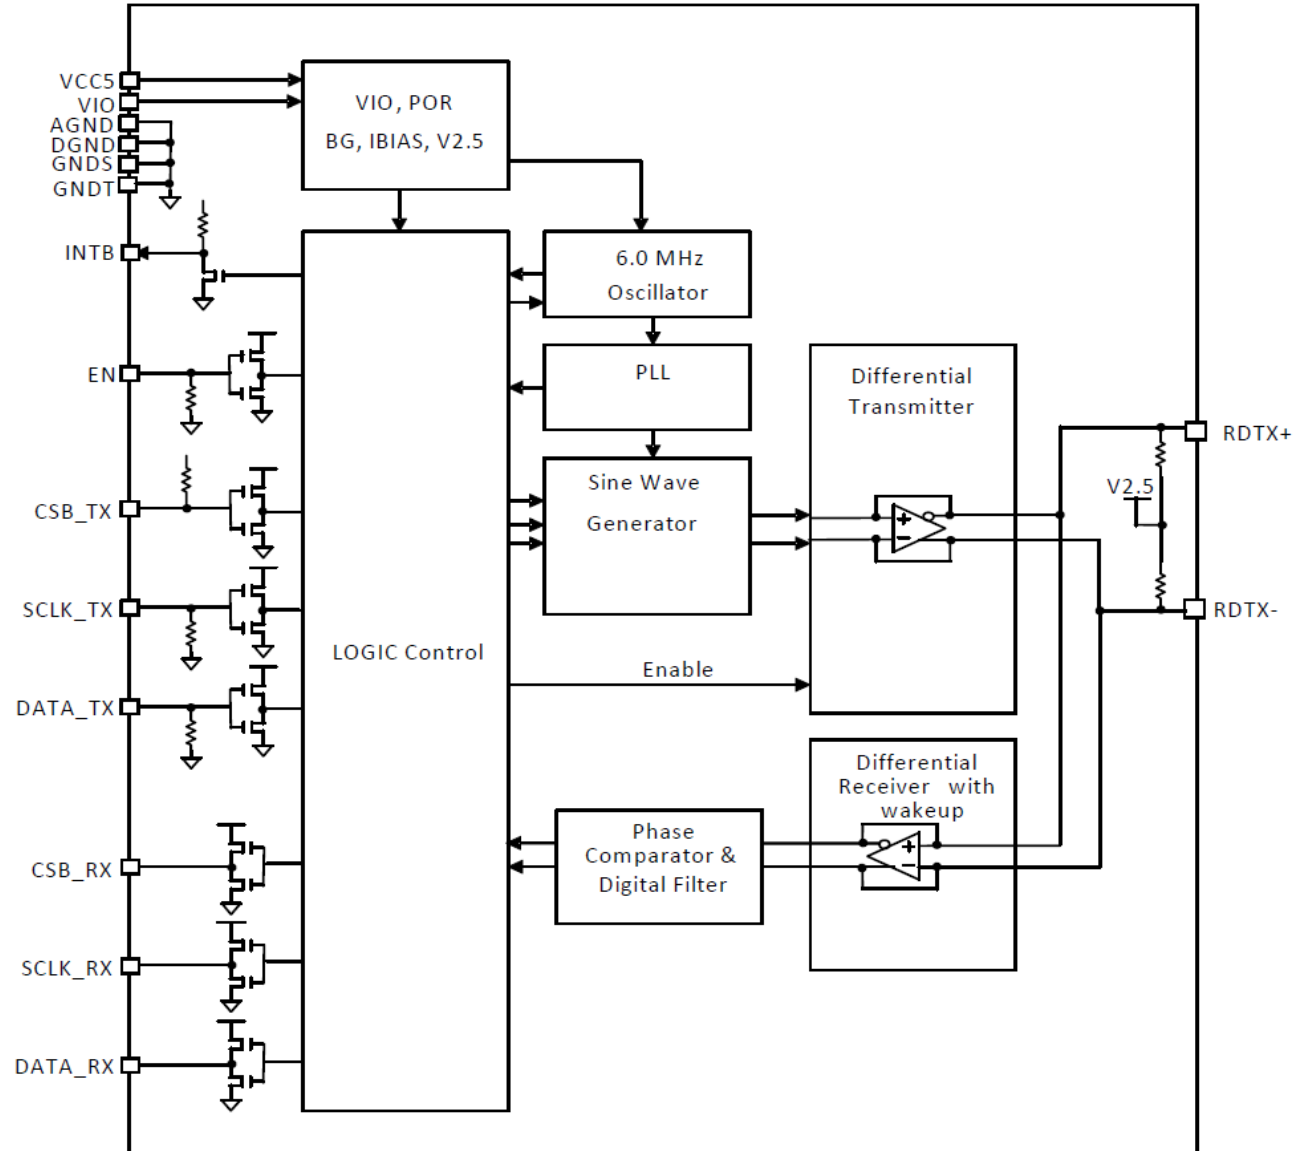 VCC5
VIO
AGND
DGND
GNDS
GNDT
VIO, POR
BG, IBIAS, V2.5
INTB
6.0 MHz
Oscillator
EN
PLL
Differential
Transmitter
RDTX+
CSB_TX
Sine Wave
Generator
V2.5
SCLK_TX
RDTX-
LOGIC Control
Enable
DATA_TX
Differential
Receiver with
wakeup
Phase
Comparator &
Digital Filter
CSB_RX
SCLK_RX
DATA_RX
+
−
+
−